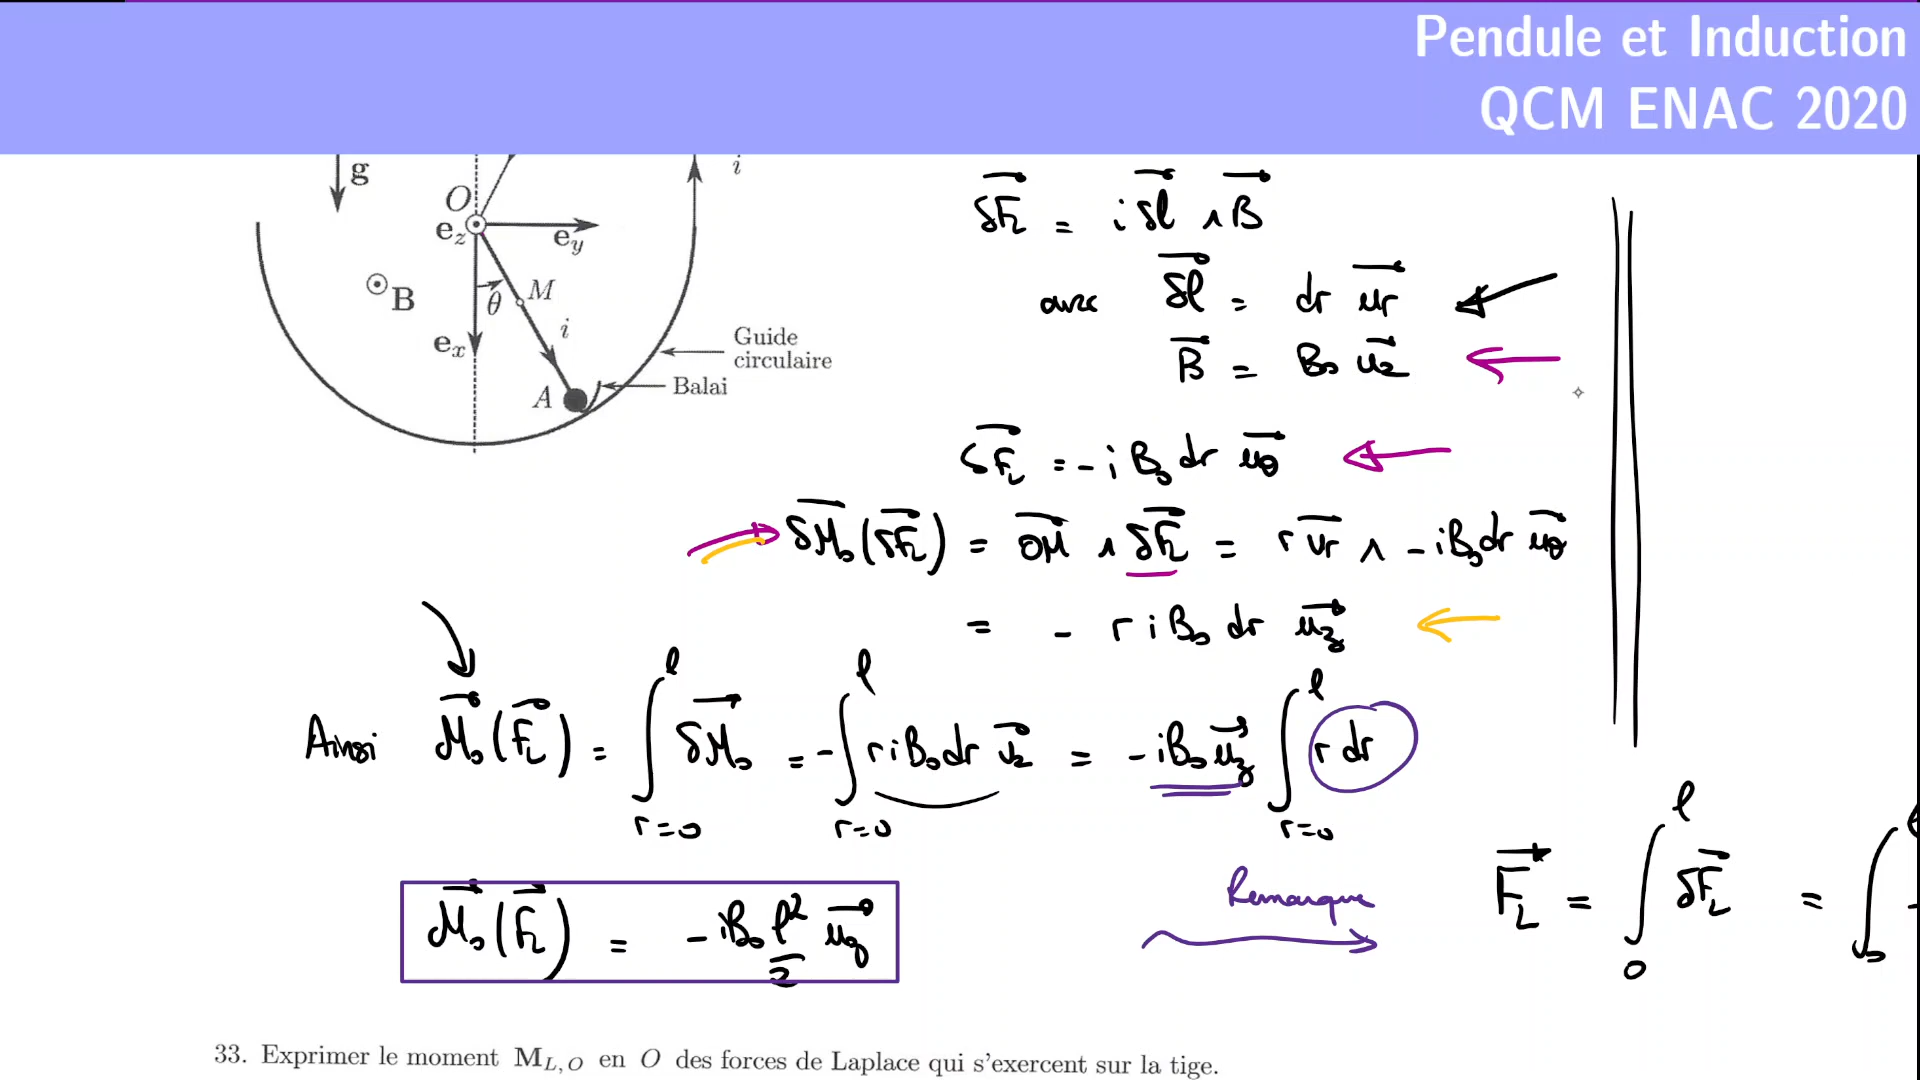 Pendule et Induction
QCM ENAC 2020
g
i
O
e_z
e_y
B
θ
M
e_x
i
Guide
circulaire
A
Balai
δF_L = i δl ∧ B
avec δl = dr u_r
B = B_0 u_z
δF_L = - i B_0 dr u_θ
δM_0 (δF_L) = OM ∧ δF_L = r u_r ∧ - i B_0 dr u_θ
= - r i B_0 dr u_z
Ainsi M_0 (F_L) = ∫_{r=0}^{l} δM_0 = - ∫_{r=0}^{l} r i B_0 dr u_z = - i B_0 u_z ∫_{r=0}^{l} r dr
Remarque
F_L = ∫_0^l δF_L = ∫_0
M_0 (F_L) = - i B_0 l²/2 u_z
33. Exprimer le moment M_{L,O} en O des forces de Laplace qui s'exercent sur la tige.